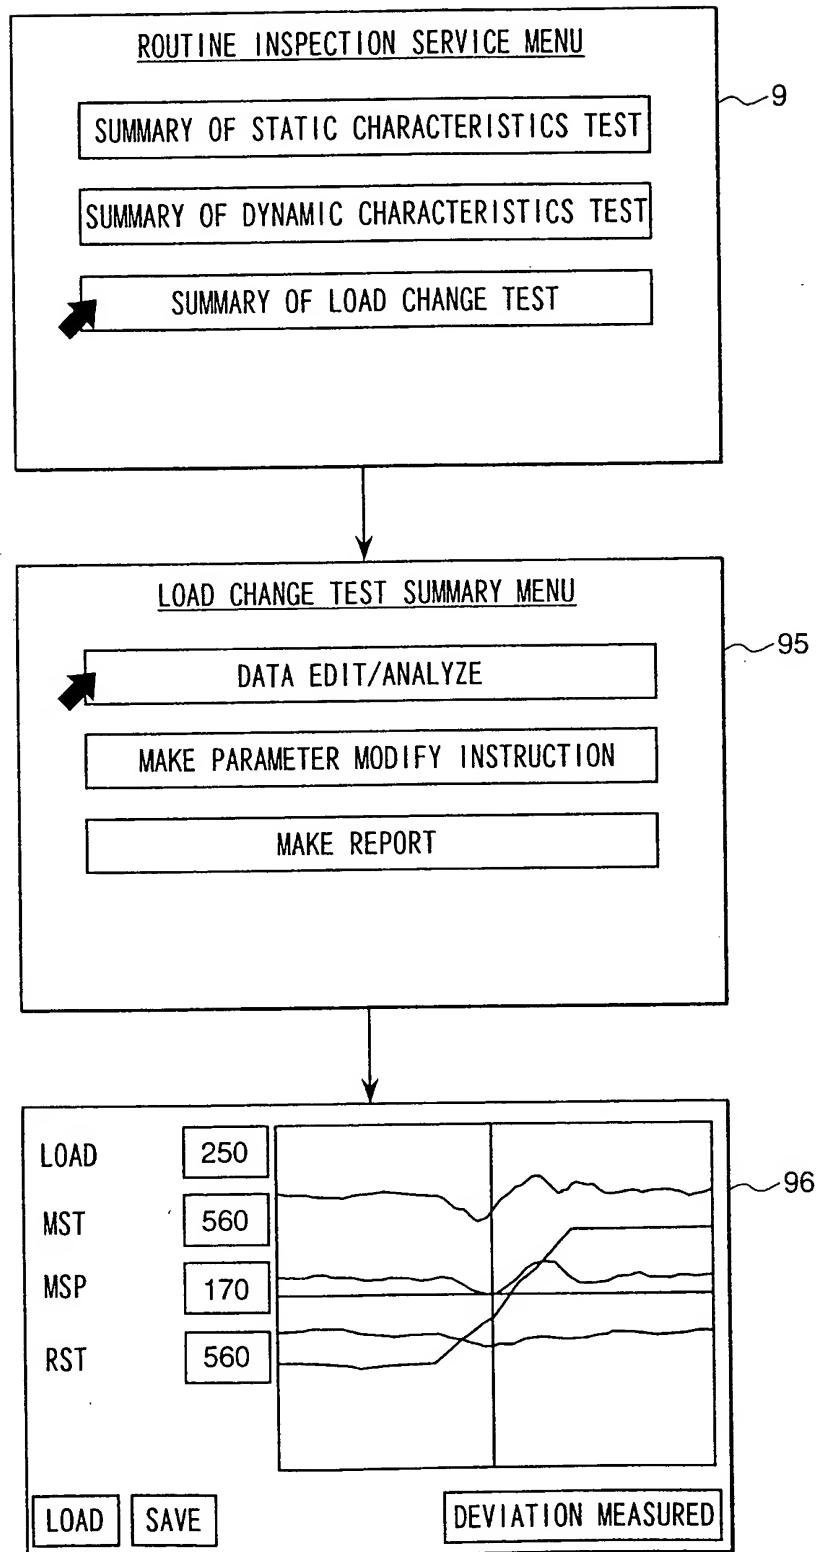 ROUTINE INSPECTION SERVICE MENU
9
SUMMARY OF STATIC CHARACTERISTICS TEST
SUMMARY OF DYNAMIC CHARACTERISTICS TEST
SUMMARY OF LOAD CHANGE TEST
LOAD CHANGE TEST SUMMARY MENU
95
DATA EDIT/ANALYZE
MAKE PARAMETER MODIFY INSTRUCTION
MAKE REPORT
LOAD 250
96
MST 560
MSP 170
RST 560
LOAD SAVE DEVIATION MEASURED